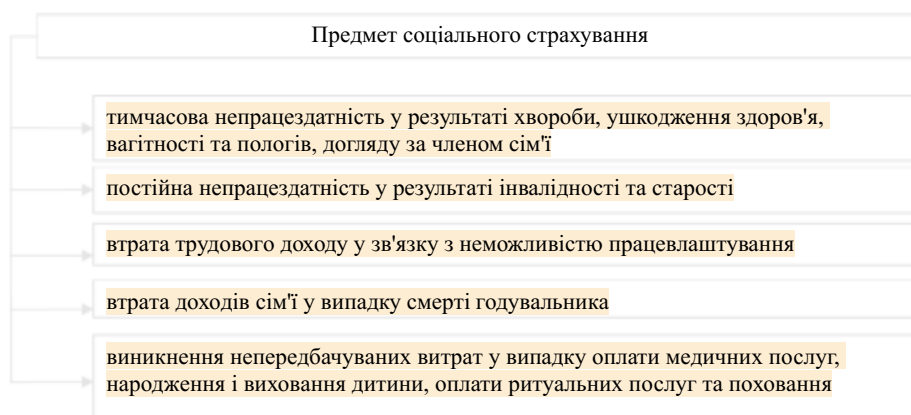 Предмет соціального страхування
тимчасова непрацездатність у результаті хвороби, ушкодження здоров'я,
вагітності та пологів, догляду за членом сім'ї
постійна непрацездатність у результаті інвалідності та старості
втрата трудового доходу у зв'язку з неможливістю працевлаштування
втрата доходів сім'ї у випадку смерті годувальника
виникнення непередбачуваних витрат у випадку оплати медичних послуг,
народження і виховання дитини, оплати ритуальних послуг та поховання